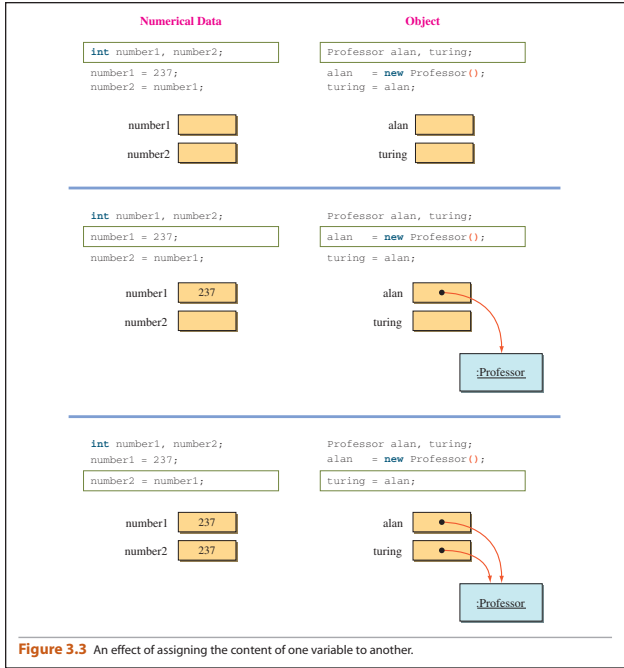 Numerical Data Object
int number1, number2; Professor alan, turing;
number1 = 237; alan = new Professor();
number2 = number1; turing = alan;
number1 alan
number2 turing
int number1, number2; Professor alan, turing;
number1 = 237; alan = new Professor();
number2 = number1; turing = alan;
number1 237 alan
number2 turing
:Professor
int number1, number2; Professor alan, turing;
number1 = 237; alan = new Professor();
number2 = number1; turing = alan;
number1 237 alan
number2 237 turing
:Professor
Figure 3.3 An effect of assigning the content of one variable to another.